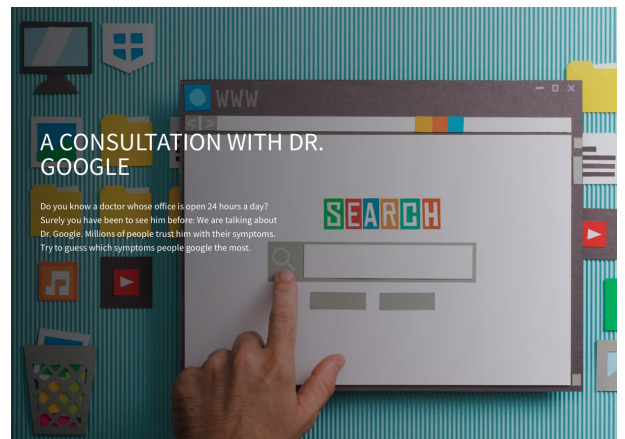 WWW
<|>
A CONSULTATION WITH DR.
GOOGLE
Do you know a doctor whose office is open 24 hours a day?
Surely you have been to see him before: We are talking about
Dr. Google. Millions of people trust him with their symptoms.
Try to guess which symptoms people google the most.
SEARCH